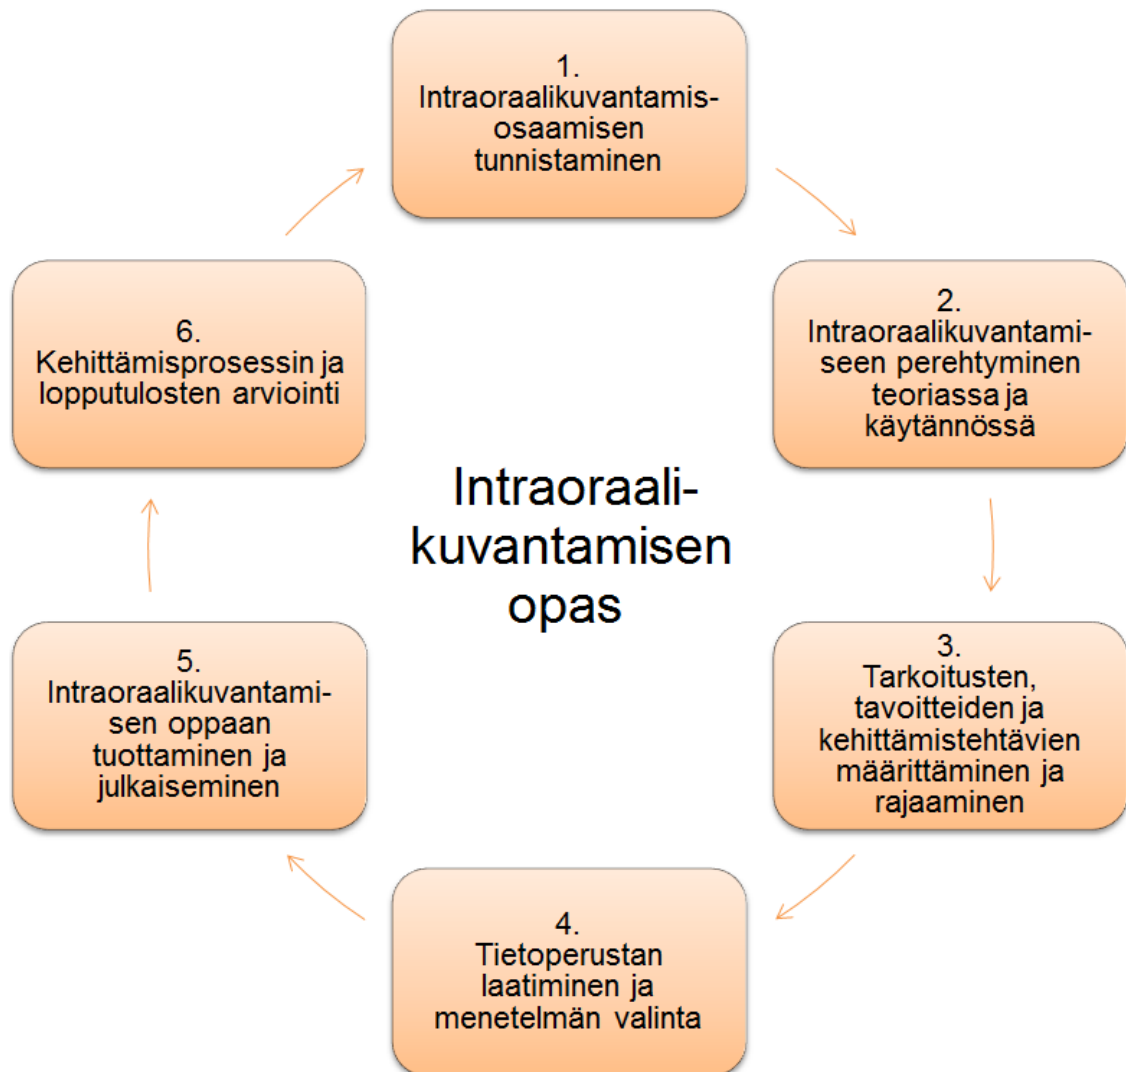 1.
Intraoraalikuvantamis-
osaamisen
tunnistaminen
2.
Intraoraalikuvantami-
seen perehtyminen
teoriassa ja
käytännössä
3.
Tarkoitusten,
tavoitteiden ja
kehittämistehtävien
määrittäminen ja
rajaaminen
4.
Tietoperustan
laatiminen ja
menetelmän valinta
5.
Intraoraalikuvantami-
sen oppaan
tuottaminen ja
julkaiseminen
6.
Kehittämisprosessin ja
lopputulosten arviointi
Intraoraali-
kuvantamisen
opas